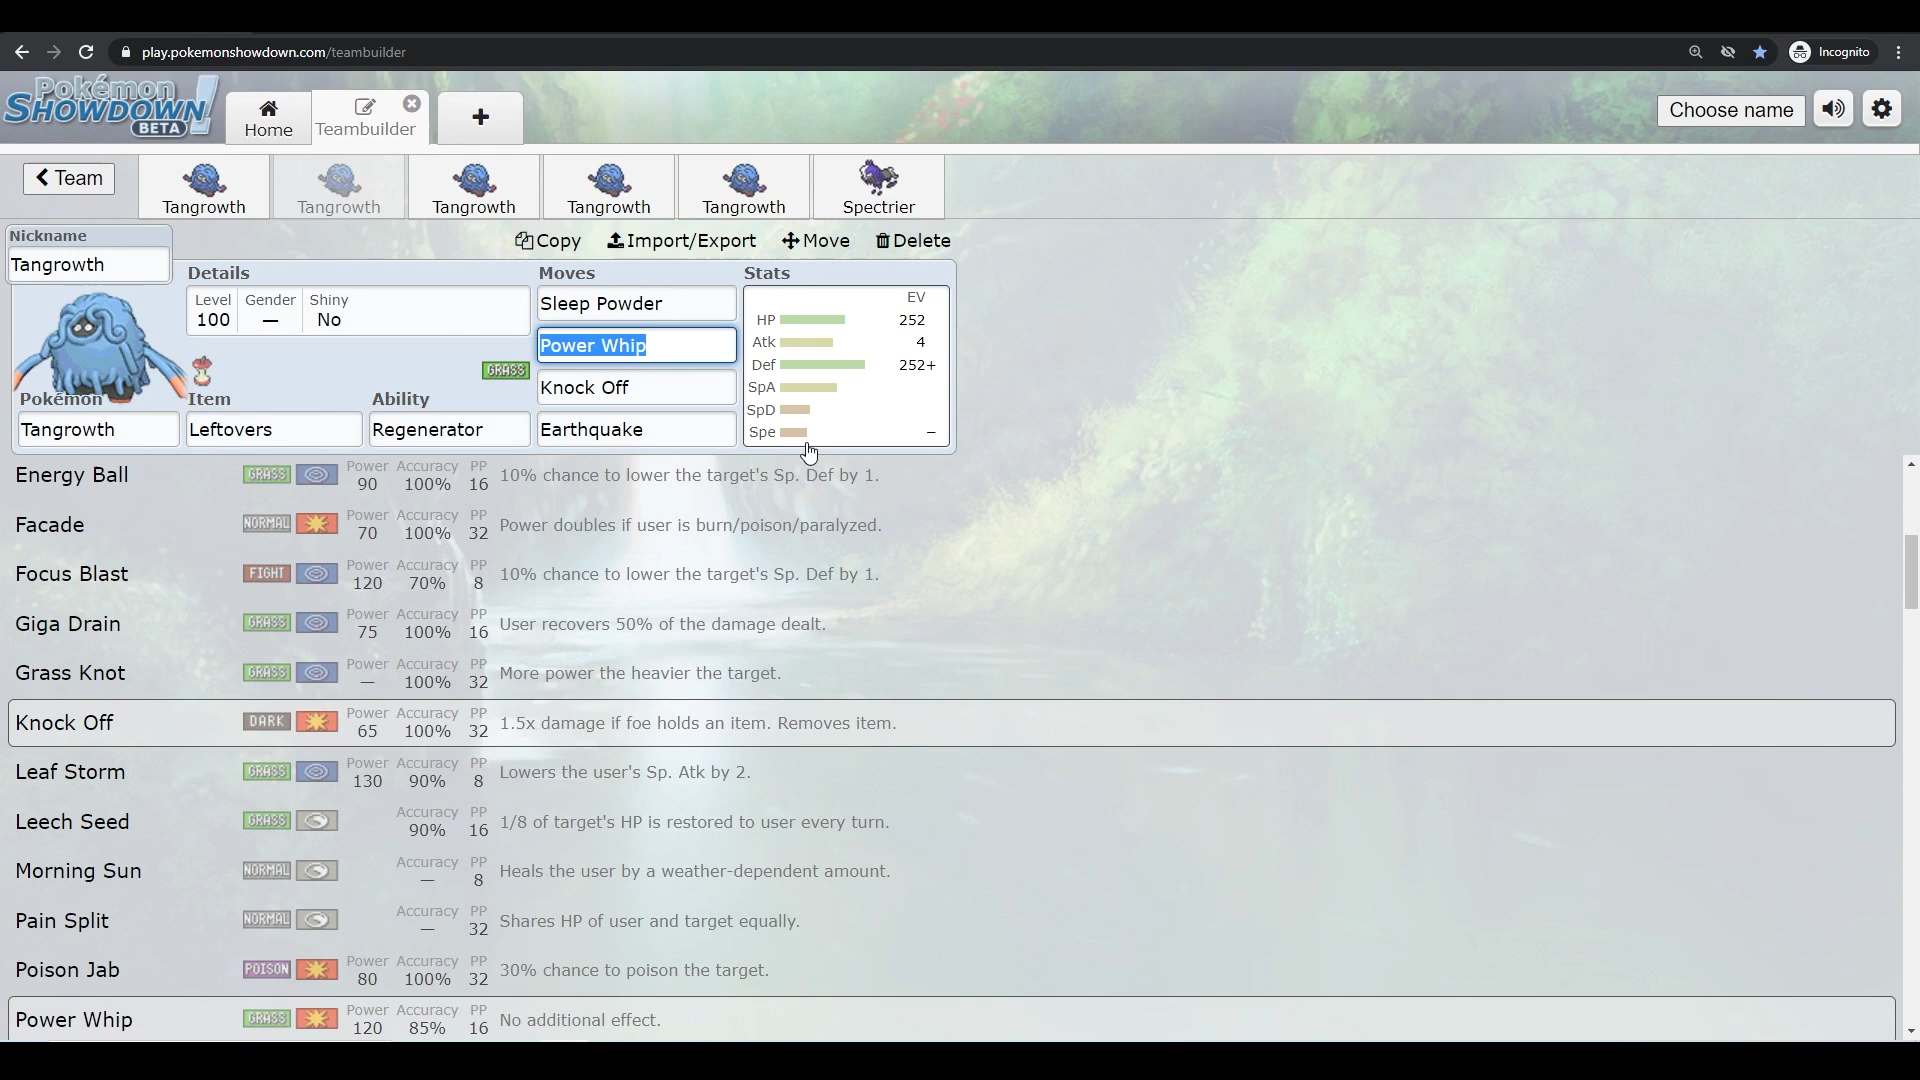 play.pokemonshowdown.com/teambuilder
Incognito
Pokémon
SHOWDOWN!
BETA
Home
Teambuilder
+
Choose name
Team
Tangrowth
Tangrowth
Tangrowth
Tangrowth
Tangrowth
Spectrier
Nickname
Tangrowth
Copy
Import/Export
Move
Delete
Details
Moves
Stats
Level Gender Shiny
100 — No
GRASS
Pokémon
Tangrowth
Item
Leftovers
Ability
Regenerator
Sleep Powder
Power Whip
Knock Off
Earthquake
EV
HP 252
Atk 4
Def 252+
SpA
SpD
Spe –
Energy Ball GRASS Power 90 Accuracy 100% PP 16 10% chance to lower the target's Sp. Def by 1.
Facade NORMAL Power 70 Accuracy 100% PP 32 Power doubles if user is burn/poison/paralyzed.
Focus Blast FIGHT Power 120 Accuracy 70% PP 8 10% chance to lower the target's Sp. Def by 1.
Giga Drain GRASS Power 75 Accuracy 100% PP 16 User recovers 50% of the damage dealt.
Grass Knot GRASS Power — Accuracy 100% PP 32 More power the heavier the target.
Knock Off DARK Power 65 Accuracy 100% PP 32 1.5x damage if foe holds an item. Removes item.
Leaf Storm GRASS Power 130 Accuracy 90% PP 8 Lowers the user's Sp. Atk by 2.
Leech Seed GRASS Accuracy 90% PP 16 1/8 of target's HP is restored to user every turn.
Morning Sun NORMAL Accuracy — PP 8 Heals the user by a weather-dependent amount.
Pain Split NORMAL Accuracy — PP 32 Shares HP of user and target equally.
Poison Jab POISON Power 80 Accuracy 100% PP 32 30% chance to poison the target.
Power Whip GRASS Power 120 Accuracy 85% PP 16 No additional effect.